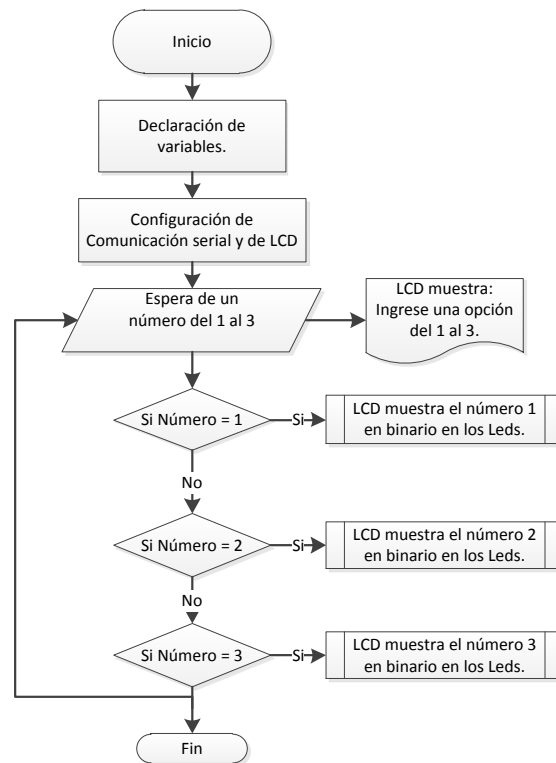 Inicio
Declaración de
variables.
Configuración de
Comunicación serial y de LCD
Espera de un
número del 1 al 3
LCD muestra:
Ingrese una opción
del 1 al 3.
Si Número = 1
Si
LCD muestra el número 1
en binario en los Leds.
No
Si Número = 2
Si
LCD muestra el número 2
en binario en los Leds.
No
Si Número = 3
Si
LCD muestra el número 3
en binario en los Leds.
Fin